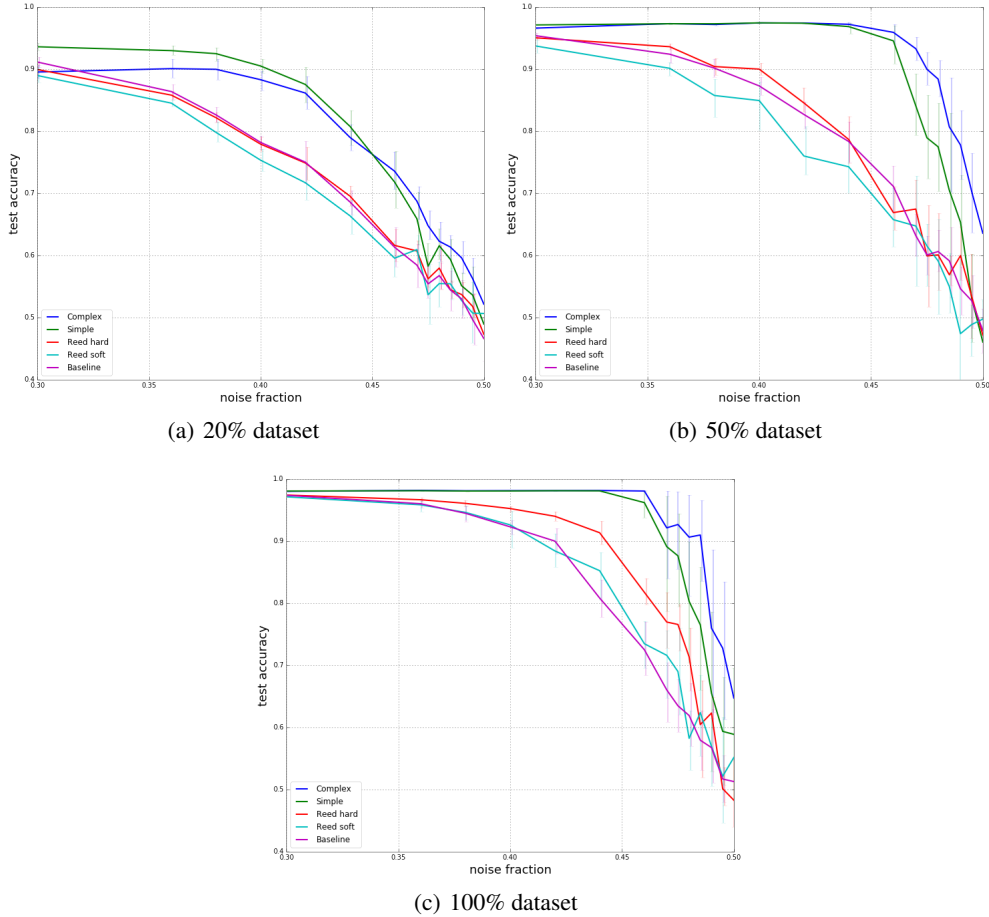 1.0
0.9
0.8
0.7
0.6
0.5
0.4
test accuracy
Complex
Simple
Reed hard
Reed soft
Baseline
0.30 0.35 0.40 0.45 0.50
noise fraction
(a) 20% dataset
1.0
0.9
0.8
0.7
0.6
0.5
0.4
test accuracy
Complex
Simple
Reed hard
Reed soft
Baseline
0.30 0.35 0.40 0.45 0.50
noise fraction
(b) 50% dataset
1.0
0.9
0.8
0.7
0.6
0.5
0.4
test accuracy
Complex
Simple
Reed hard
Reed soft
Baseline
0.30 0.35 0.40 0.45 0.50
noise fraction
(c) 100% dataset